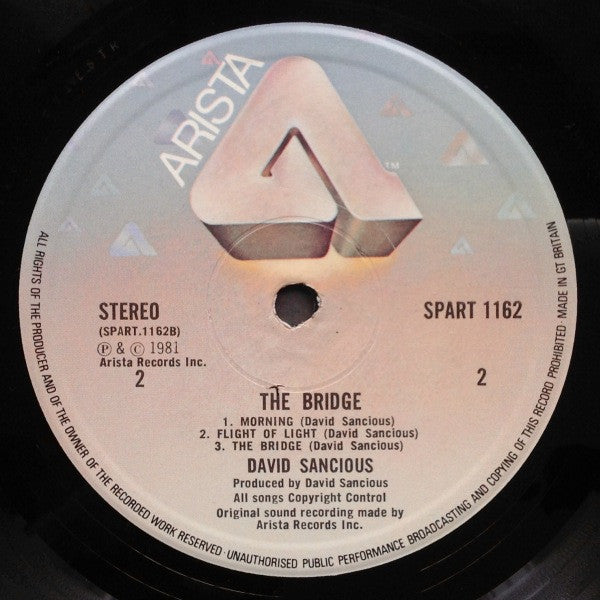 ARISTA
TM
STEREO
(SPART.1162B)
Ⓟ & © 1981
Arista Records Inc.
2
SPART 1162
2
THE BRIDGE
1. MORNING (David Sancious)
2. FLIGHT OF LIGHT (David Sancious)
3. THE BRIDGE (David Sancious)
DAVID SANCIOUS
Produced by David Sancious
All songs Copyright Control
Original sound recording made by
Arista Records Inc.
ALL RIGHTS OF THE PRODUCER AND OF THE OWNER OF THE RECORDED WORK RESERVED · UNAUTHORISED PUBLIC PERFORMANCE BROADCASTING AND COPYING OF THIS RECORD PROHIBITED · MADE IN GT BRITAIN